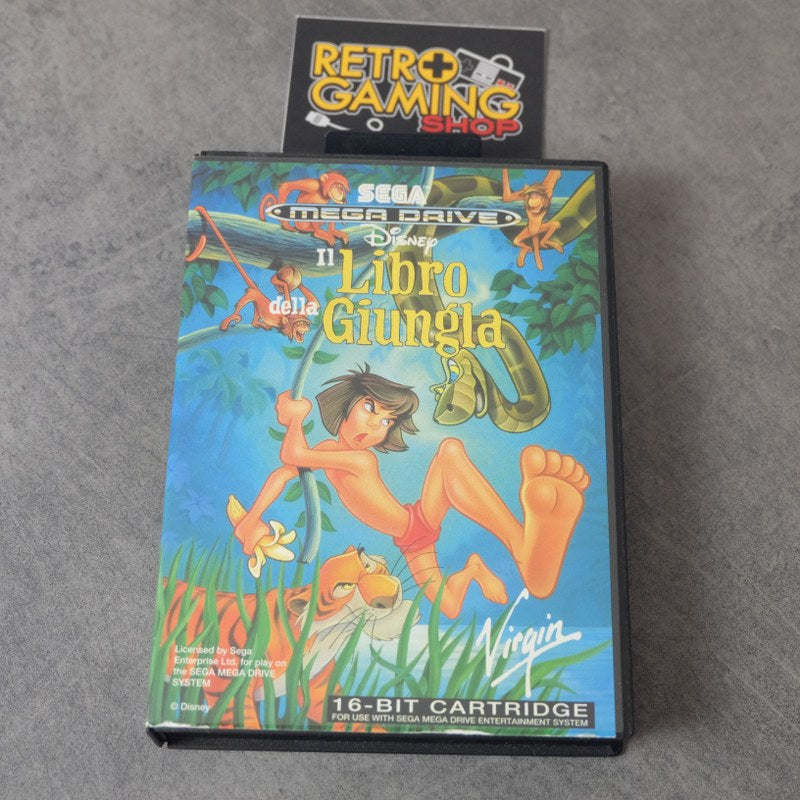 RETRO
GAMING
SHOP
SEGA
MEGA DRIVE
Disney
Il Libro
della Giungla
Virgin
Licensed by Sega
Enterprise Ltd. for play on
the SEGA MEGA DRIVE
SYSTEM
© Disney
16-BIT CARTRIDGE
FOR USE WITH SEGA MEGA DRIVE ENTERTAINMENT SYSTEM